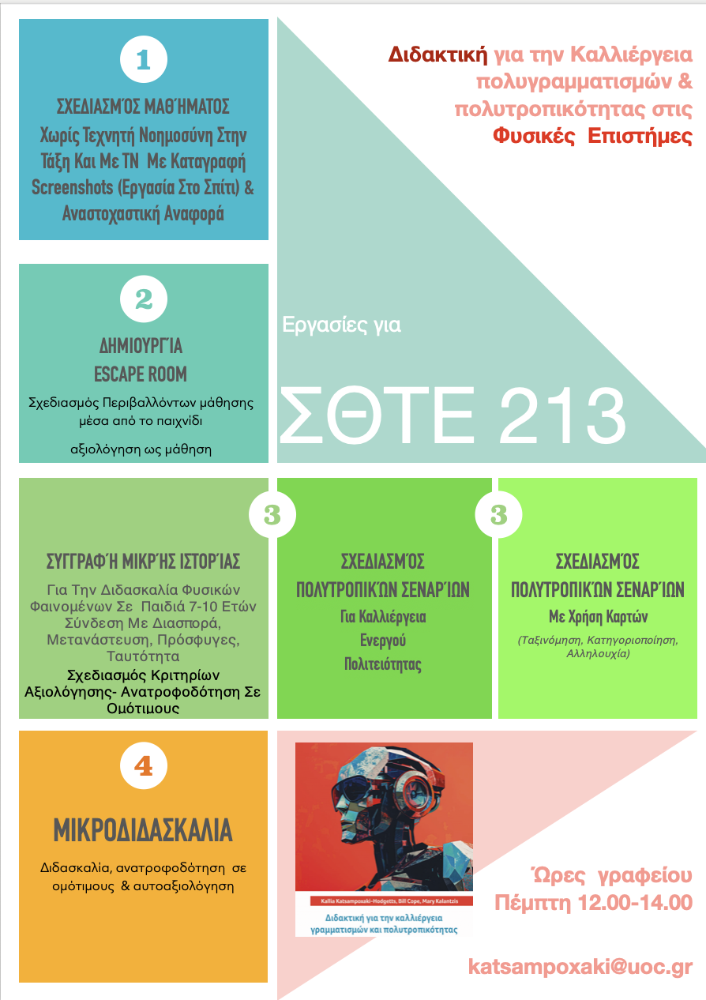 1
ΣΧΕΔΙΑΣΜΌΣ ΜΑΘΉΜΑΤΟΣ
Χωρίς Τεχνητή Νοημοσύνη Στην
Τάξη Και Με ΤΝ Με Καταγραφή
Screenshots (Εργασία Στο Σπίτι) &
Αναστοχαστική Αναφορά
Διδακτική για την Καλλιέργεια
πολυγραμματισμών &
πολυτροπικότητας στις
Φυσικές Επιστήμες
2
ΔΗΜΙΟΥΡΓΊΑ
ESCAPE ROOM
Σχεδιασμός Περιβαλλόντων μάθησης
μέσα από το παιχνίδι
αξιολόγηση ως μάθηση
Εργασίες για
ΣΘΤΕ 213
3
ΣΥΓΓΡΑΦΉ ΜΙΚΡΉΣ ΙΣΤΟΡΊΑΣ
Για Την Διδασκαλία Φυσικών
Φαινομένων Σε Παιδιά 7-10 Ετών
Σύνδεση Με Διασπορά,
Μετανάστευση, Πρόσφυγες,
Ταυτότητα
Σχεδιασμός Κριτηρίων
Αξιολόγησης- Ανατροφοδότηση Σε
Ομότιμους
ΣΧΕΔΙΑΣΜΌΣ
ΠΟΛΥΤΡΟΠΙΚΏΝ ΣΕΝΑΡΊΩΝ
Για Καλλιέργεια
Ενεργού
Πολιτειότητας
3
ΣΧΕΔΙΑΣΜΌΣ
ΠΟΛΥΤΡΟΠΙΚΏΝ ΣΕΝΑΡΊΩΝ
Με Χρήση Καρτών
(Ταξινόμηση, Κατηγοριοποίηση,
Αλληλουχία)
4
ΜΙΚΡΟΔΙΔΑΣΚΑΛΙΑ
Διδασκαλία, ανατροφοδότηση σε
ομότιμους & αυτοαξιολόγηση
Kallia Katsampoxaki-Hodgetts, Bill Cope, Mary Kalantzis
Διδακτική για την καλλιέργεια
γραμματισμών και πολυτροπικότητας
Ώρες γραφείου
Πέμπτη 12.00-14.00
katsampoxaki@uoc.gr